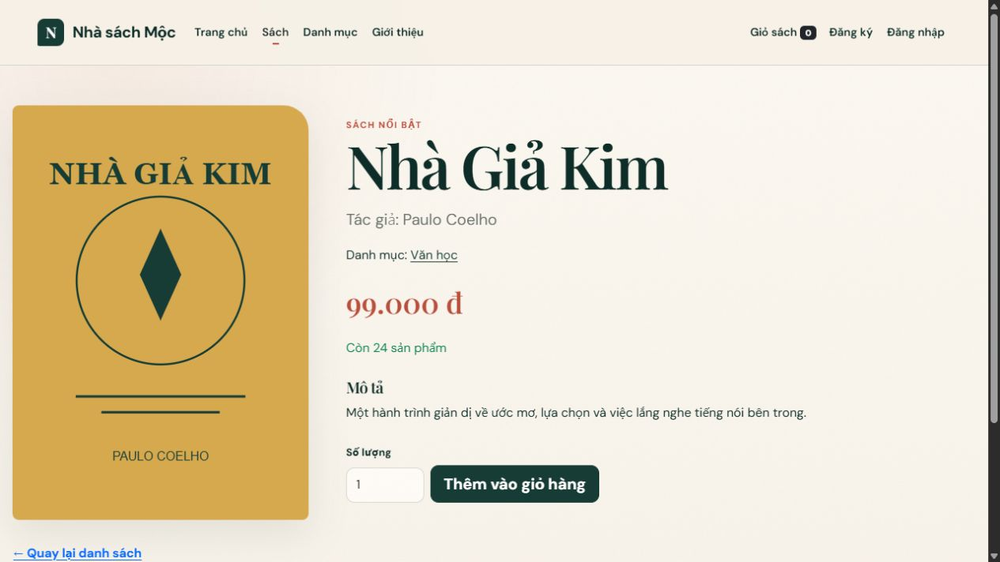 N Nhà sách Mộc Trang chủ Sách Danh mục Giới thiệu Giỏ sách 0 Đăng ký Đăng nhập
NHÀ GIẢ KIM
PAULO COELHO
SÁCH NỔI BẬT
Nhà Giả Kim
Tác giả: Paulo Coelho
Danh mục: Văn học
99.000 đ
Còn 24 sản phẩm
Mô tả
Một hành trình giản dị về ước mơ, lựa chọn và việc lắng nghe tiếng nói bên trong.
Số lượng
1 Thêm vào giỏ hàng
← Quay lại danh sách